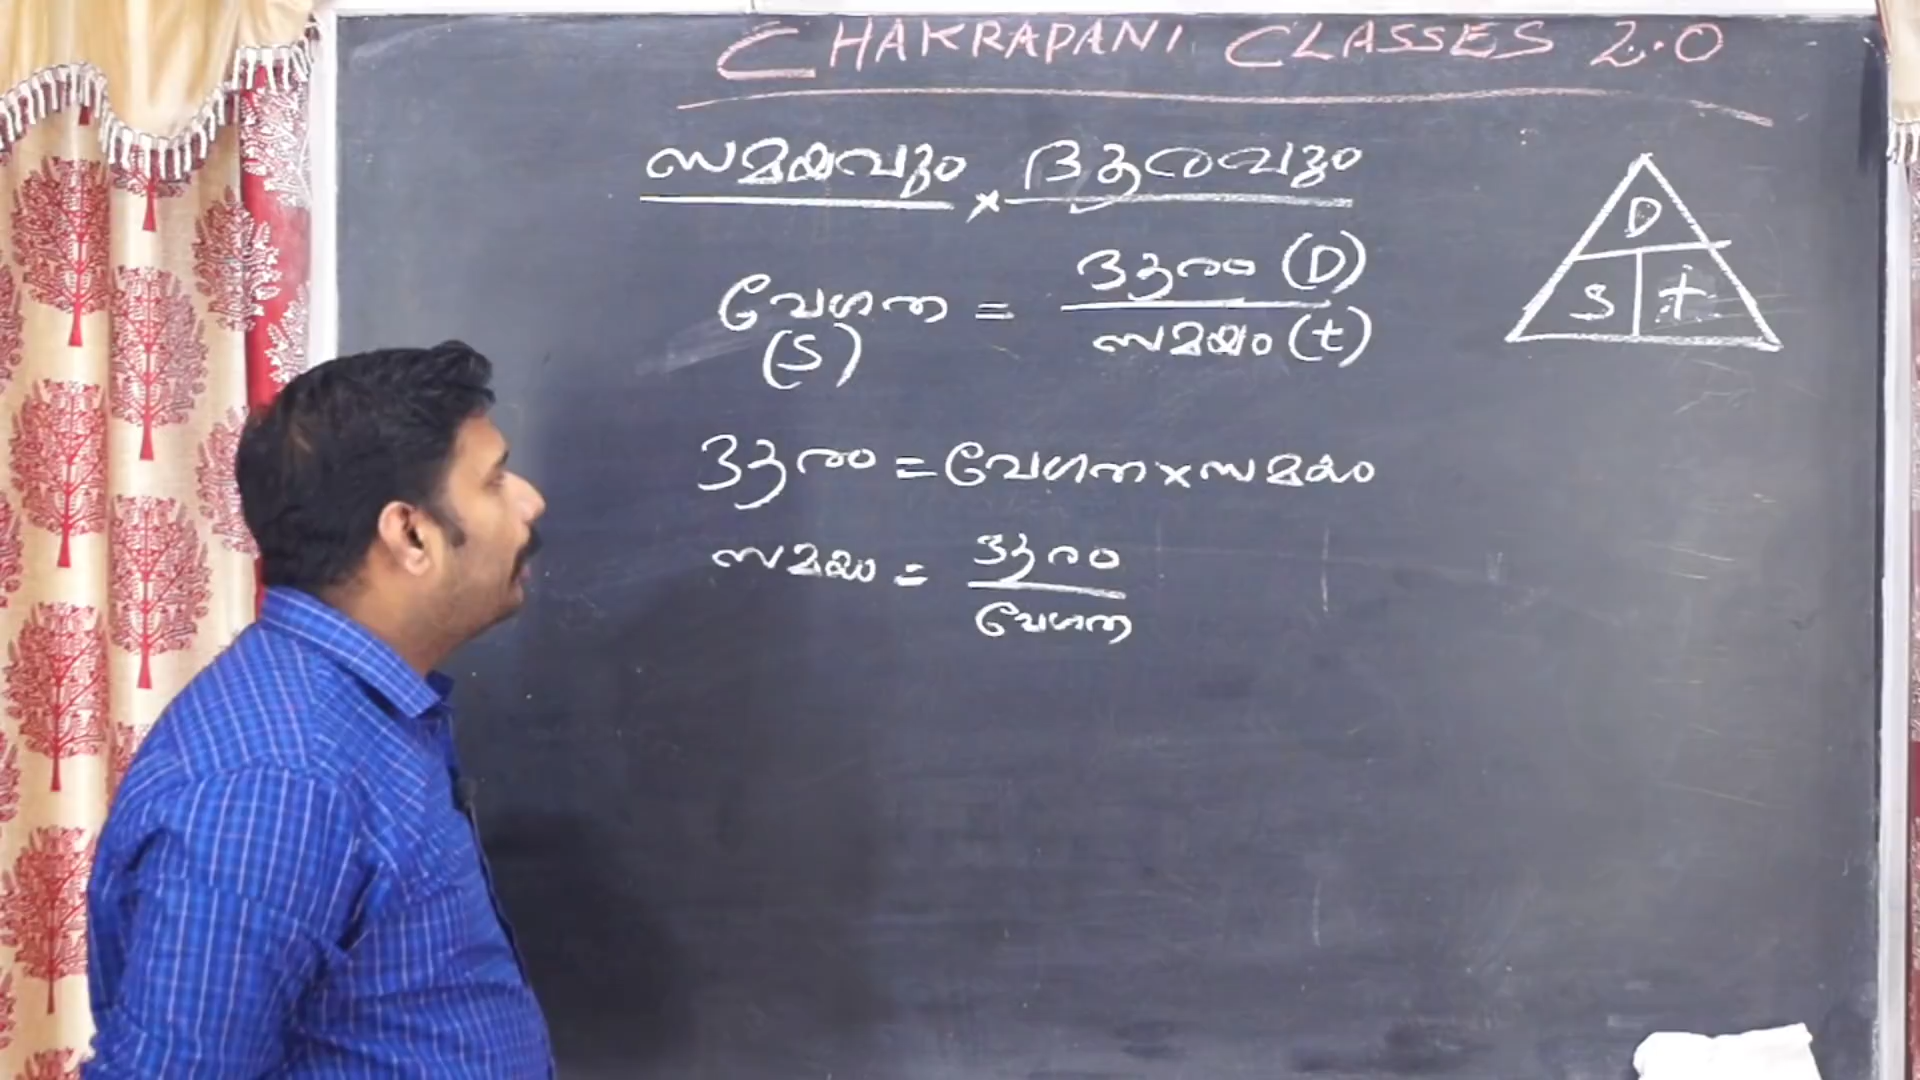 CHAKRAPANI CLASSES 2.0
സമയവും × ദൂരവും
വേഗത (S) = ദൂരം (D) / സമയം (t)
D
S t
ദൂരം = വേഗത × സമയം
സമയം = ദൂരം / വേഗത